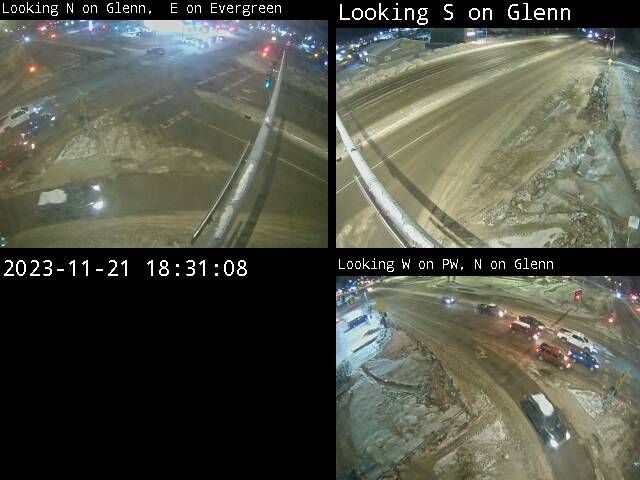 Looking N on Glenn, E on Evergreen
Looking S on Glenn
2023-11-21 18:31:08
Looking W on PW, N on Glenn